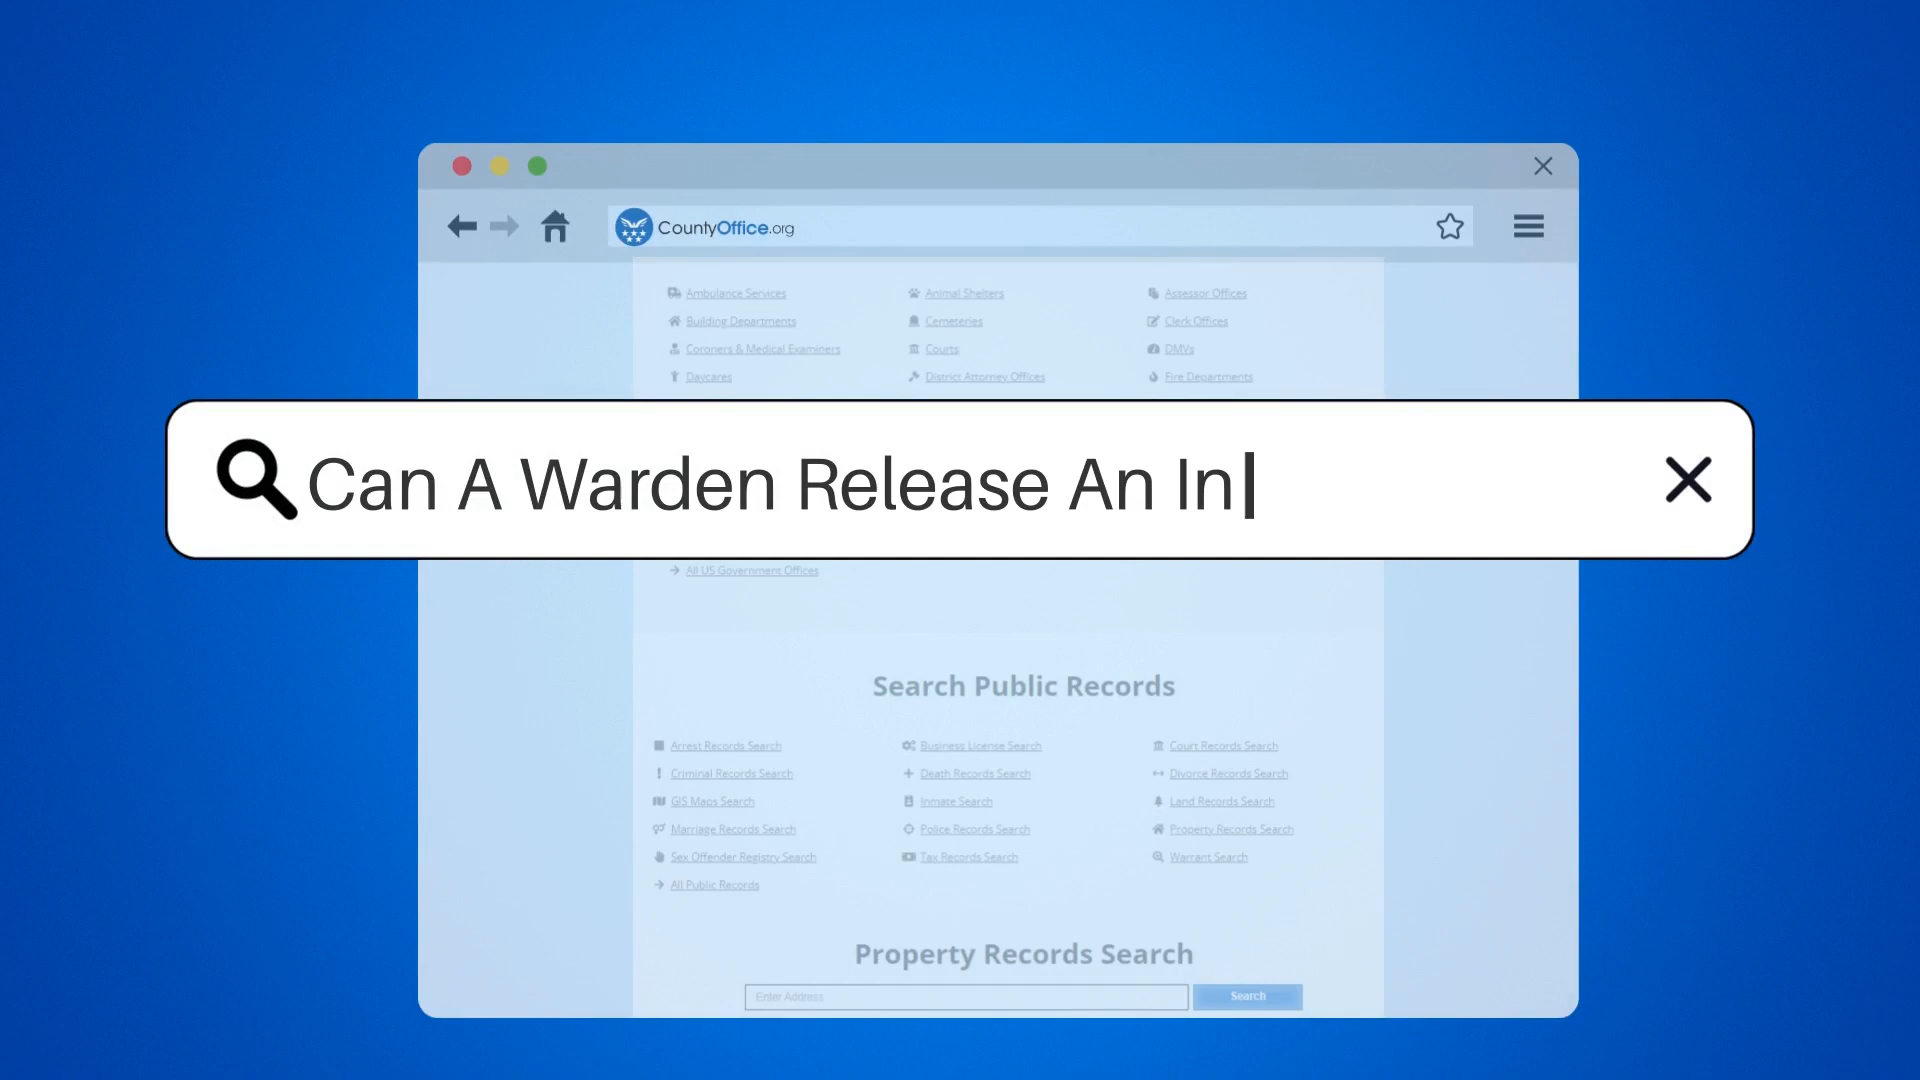 CountyOffice.org
Ambulance Services Animal Shelters Assessor Offices
Building Departments Cemeteries Clerk Offices
Coroners & Medical Examiners Courts DMVs
Daycares District Attorney Offices Fire Departments
Can A Warden Release An In
All US Government Offices
Search Public Records
Arrest Records Search Business License Search Court Records Search
Criminal Records Search Death Records Search Divorce Records Search
GIS Maps Search Inmate Search Land Records Search
Marriage Records Search Police Records Search Property Records Search
Sex Offender Registry Search Tax Records Search Warrant Search
All Public Records
Property Records Search
Enter Address Search